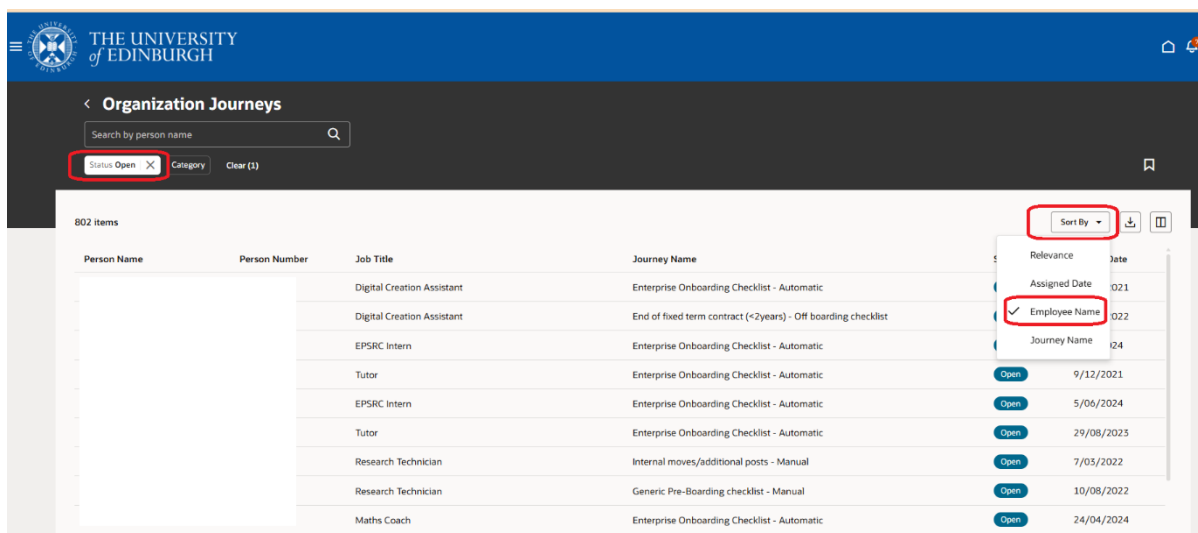 THE UNIVERSITY
of EDINBURGH
Organization Journeys
Search by person name
Status Open Category Clear (1)
802 items Sort By
Person Name Person Number Job Title Journey Name Date
Relevance
Assigned Date
Employee Name
Journey Name
Digital Creation Assistant Enterprise Onboarding Checklist - Automatic
Digital Creation Assistant End of fixed term contract (<2years) - Off boarding checklist
EPSRC Intern Enterprise Onboarding Checklist - Automatic
Tutor Enterprise Onboarding Checklist - Automatic Open 9/12/2021
EPSRC Intern Enterprise Onboarding Checklist - Automatic Open 5/06/2024
Tutor Enterprise Onboarding Checklist - Automatic Open 29/08/2023
Research Technician Internal moves/additional posts - Manual Open 7/03/2022
Research Technician Generic Pre-Boarding checklist - Manual Open 10/08/2022
Maths Coach Enterprise Onboarding Checklist - Automatic Open 24/04/2024